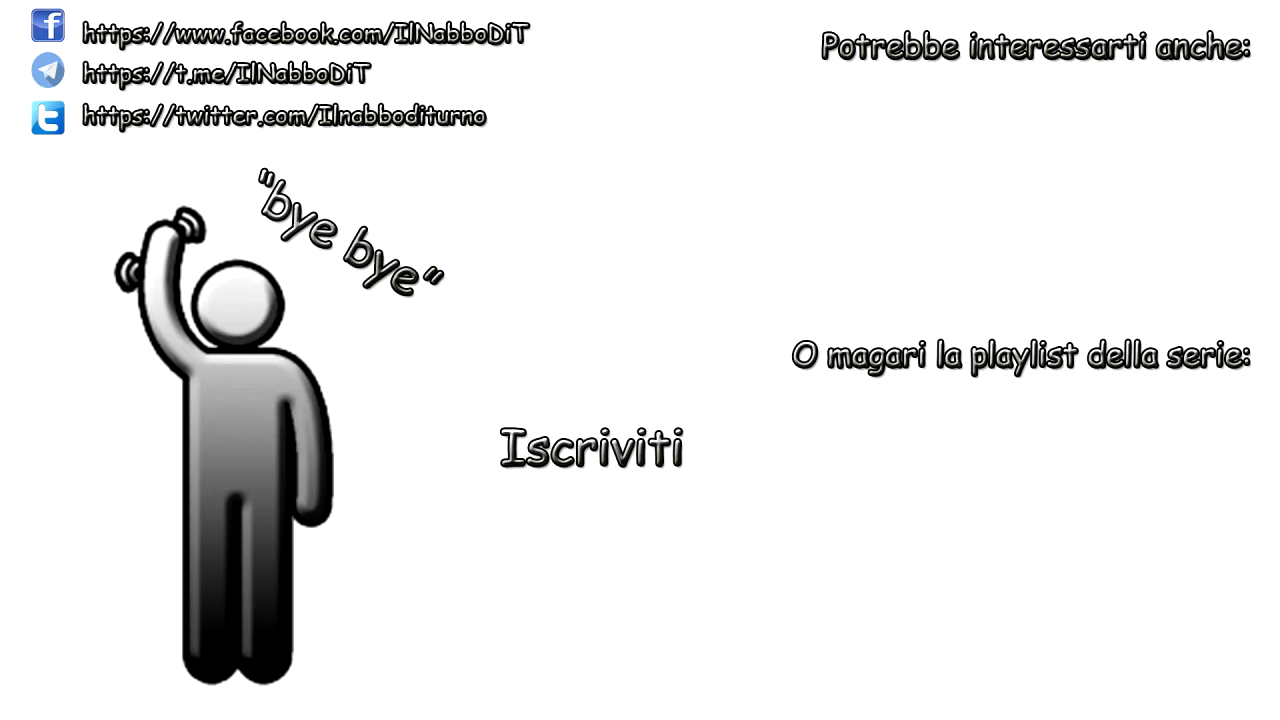 https://www.facebook.com/IlNabboDiT
https://t.me/IlNabboDiT
https://twitter.com/Ilnabboditurno
Potrebbe interessarti anche:
"bye bye"
O magari la playlist della serie:
Iscriviti